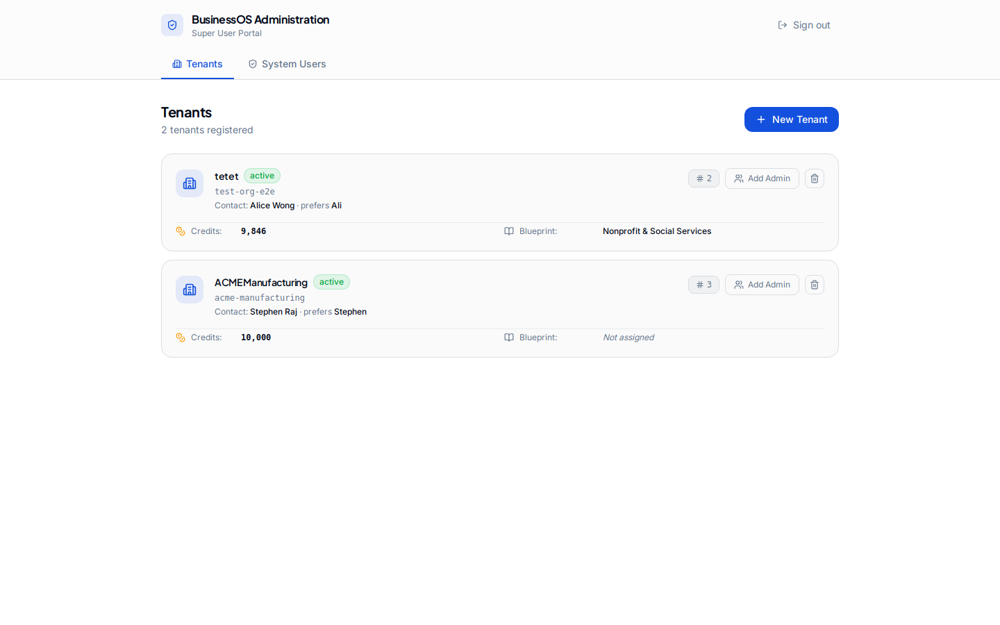 BusinessOS Administration
Super User Portal
Sign out
Tenants
System Users
Tenants
2 tenants registered
New Tenant
tetet active
# 2 Add Admin
test-org-e2e
Contact: Alice Wong · prefers Ali
Credits: 9,846 Blueprint: Nonprofit & Social Services
ACME Manufacturing active
# 3 Add Admin
acme-manufacturing
Contact: Stephen Raj · prefers Stephen
Credits: 10,000 Blueprint: Not assigned